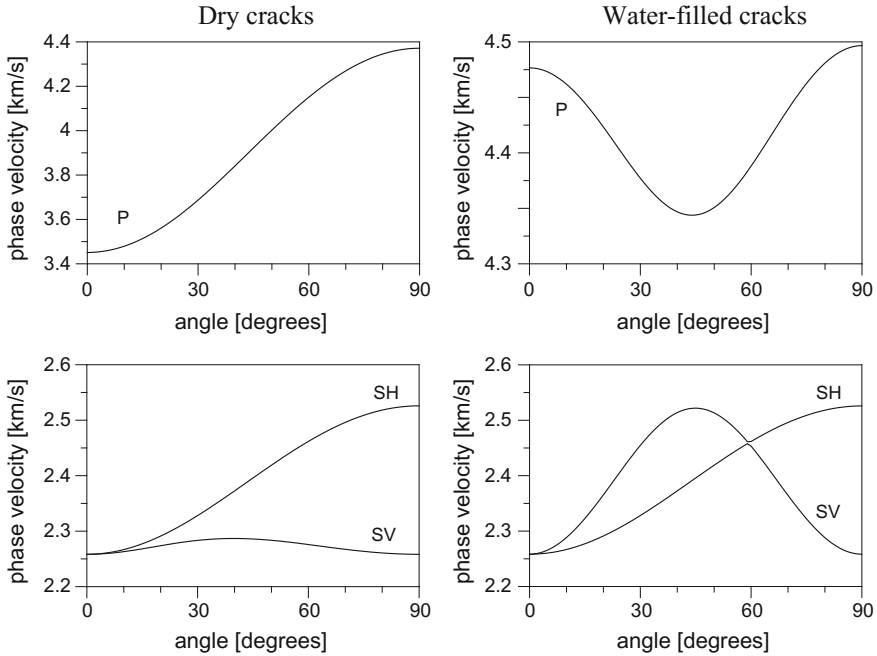 Dry cracks
Water-filled cracks
phase velocity [km/s]
4.4
4.2
4
3.8
3.6
3.4
P
0
30
60
90
angle [degrees]
phase velocity [km/s]
4.5
4.4
4.3
P
0
30
60
90
angle [degrees]
phase velocity [km/s]
2.6
2.5
2.4
2.3
2.2
SH
SV
0
30
60
90
angle [degrees]
phase velocity [km/s]
2.6
2.5
2.4
2.3
2.2
SH
SV
0
30
60
90
angle [degrees]